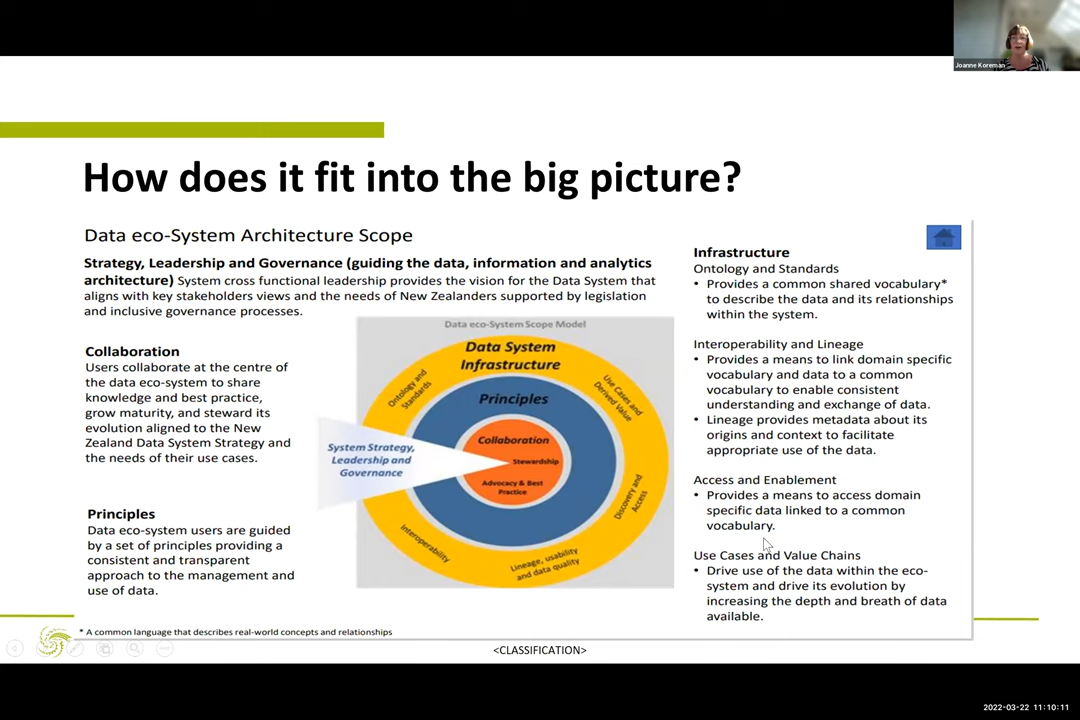 Joanne Koreman
How does it fit into the big picture?
Data eco-System Architecture Scope
Strategy, Leadership and Governance (guiding the data, information and analytics
architecture) System cross functional leadership provides the vision for the Data System that
aligns with key stakeholders views and the needs of New Zealanders supported by legislation
and inclusive governance processes.
Collaboration
Users collaborate at the centre of
the data eco-system to share
knowledge and best practice,
grow maturity, and steward its
evolution aligned to the New
Zealand Data System Strategy and
the needs of their use cases.
Principles
Data eco-system users are guided
by a set of principles providing a
consistent and transparent
approach to the management and
use of data.
Data eco-System Scope Model
Data System
Infrastructure
Ontology and
Standards
Use Cases and
Derived Value
Principles
Collaboration
Stewardship
Advocacy & Best
Practice
System Strategy,
Leadership and
Governance
Discovery and
Access
Interoperability
Lineage, usability
and data quality
Infrastructure
Ontology and Standards
• Provides a common shared vocabulary*
to describe the data and its relationships
within the system.
Interoperability and Lineage
• Provides a means to link domain specific
vocabulary and data to a common
vocabulary to enable consistent
understanding and exchange of data.
• Lineage provides metadata about its
origins and context to facilitate
appropriate use of the data.
Access and Enablement
• Provides a means to access domain
specific data linked to a common
vocabulary.
Use Cases and Value Chains
• Drive use of the data within the eco-
system and drive its evolution by
increasing the depth and breath of data
available.
* A common language that describes real-world concepts and relationships
<CLASSIFICATION>
2022-03-22 11:10:11